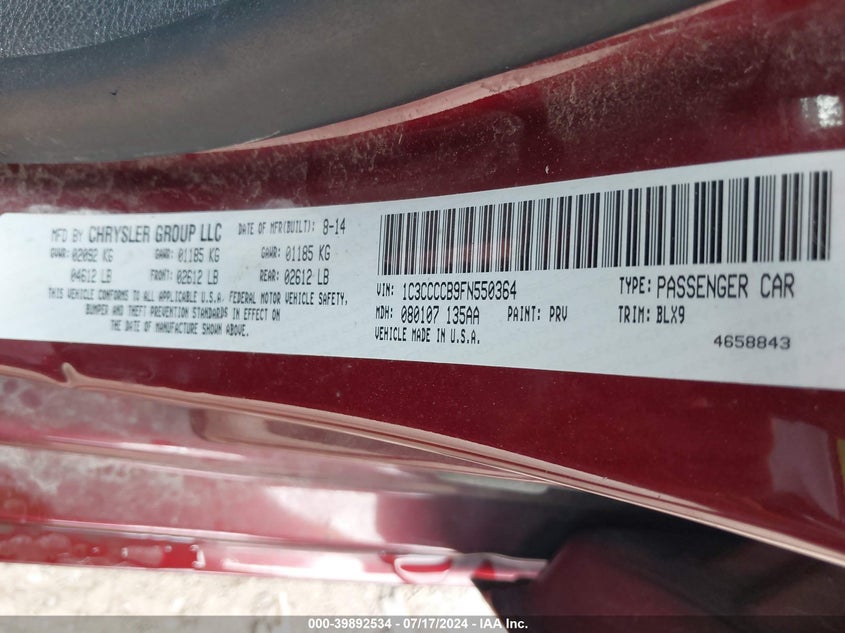 MFD BY CHRYSLER GROUP LLC DATE OF MFR(BUILT): 8-14
GVWR: 02092 KG GAWR: 01185 KG GAWR: 01185 KG
04612 LB FRONT: 02612 LB REAR: 02612 LB
THIS VEHICLE CONFORMS TO ALL APPLICABLE U.S.A. FEDERAL MOTOR VEHICLE SAFETY,
BUMPER AND THEFT PREVENTION STANDARDS IN EFFECT ON
THE DATE OF MANUFACTURE SHOWN ABOVE.
VIN: 1C3CCCCB9FN550364 TYPE: PASSENGER CAR
MDH: 080107 135AA PAINT: PRV TRIM: BLX9
VEHICLE MADE IN U.S.A.
4658843
000-39892534 - 07/17/2024 - IAA Inc.